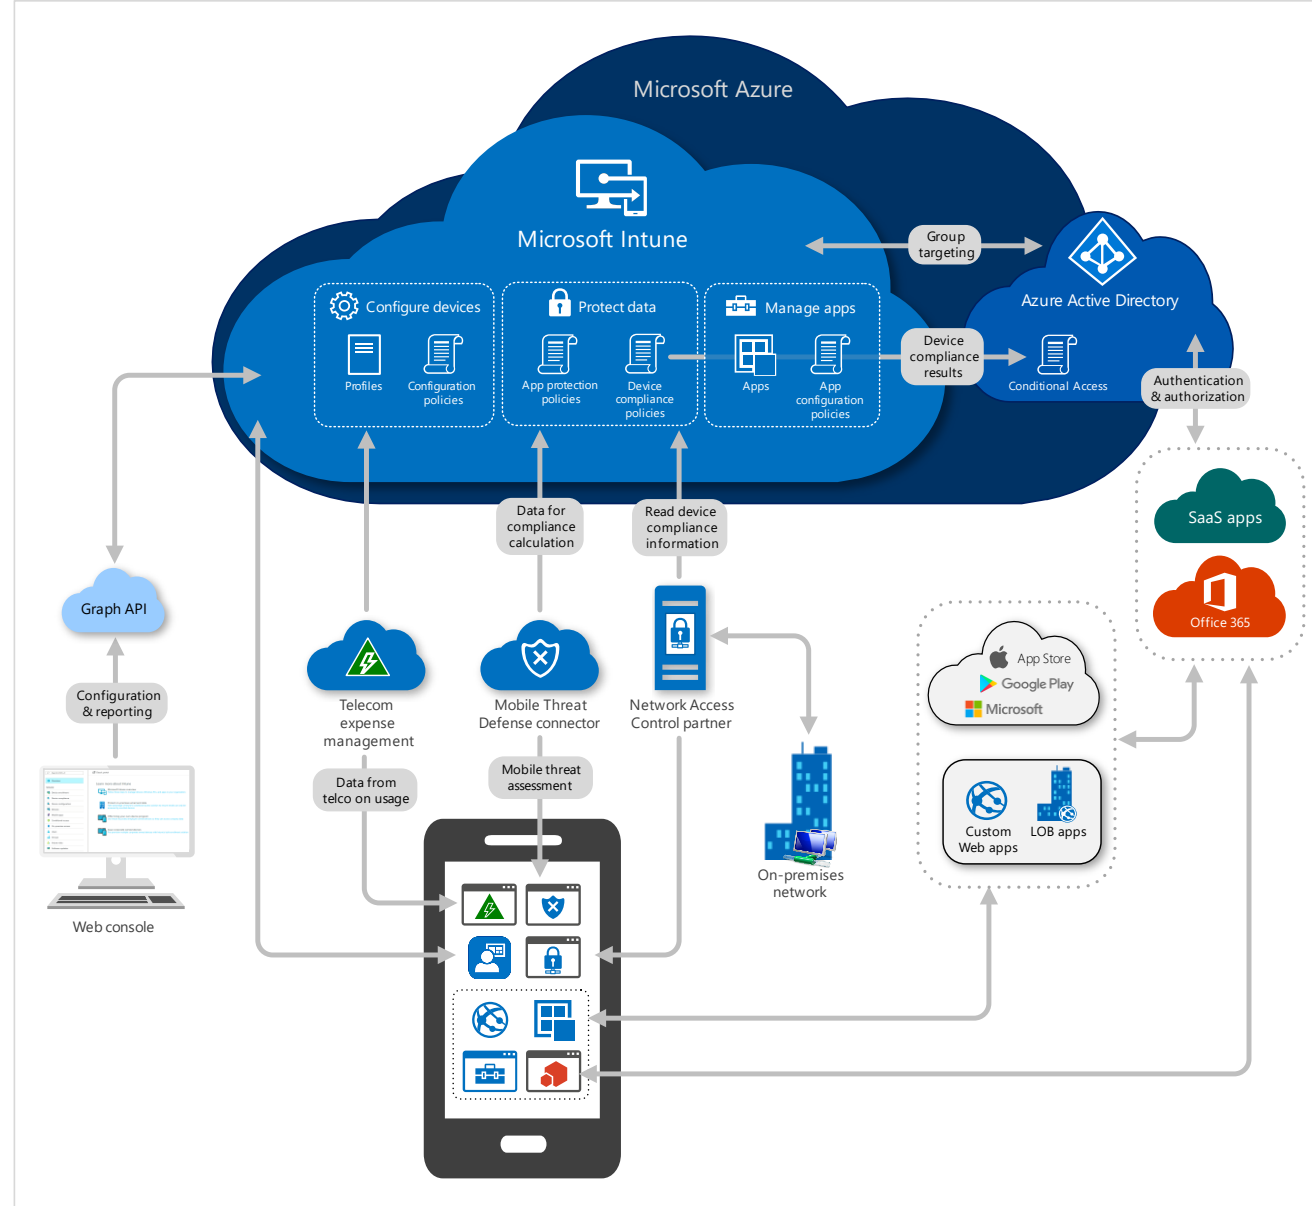 Microsoft Azure
Microsoft Intune
Group
targeting
Azure Active Directory
Configure devices
Protect data
Manage apps
Profiles
Configuration
policies
App protection
policies
Device
compliance
policies
Apps
App
configuration
policies
Device
compliance
results
Conditional Access
Authentication
& authorization
Data for
compliance
calculation
Read device
compliance
information
SaaS apps
Office 365
Graph API
Configuration
& reporting
Telecom
expense
management
Mobile Threat
Defense connector
Network Access
Control partner
App Store
Google Play
Microsoft
Data from
telco on usage
Mobile threat
assessment
Custom
Web apps
LOB apps
On-premises
network
Web console